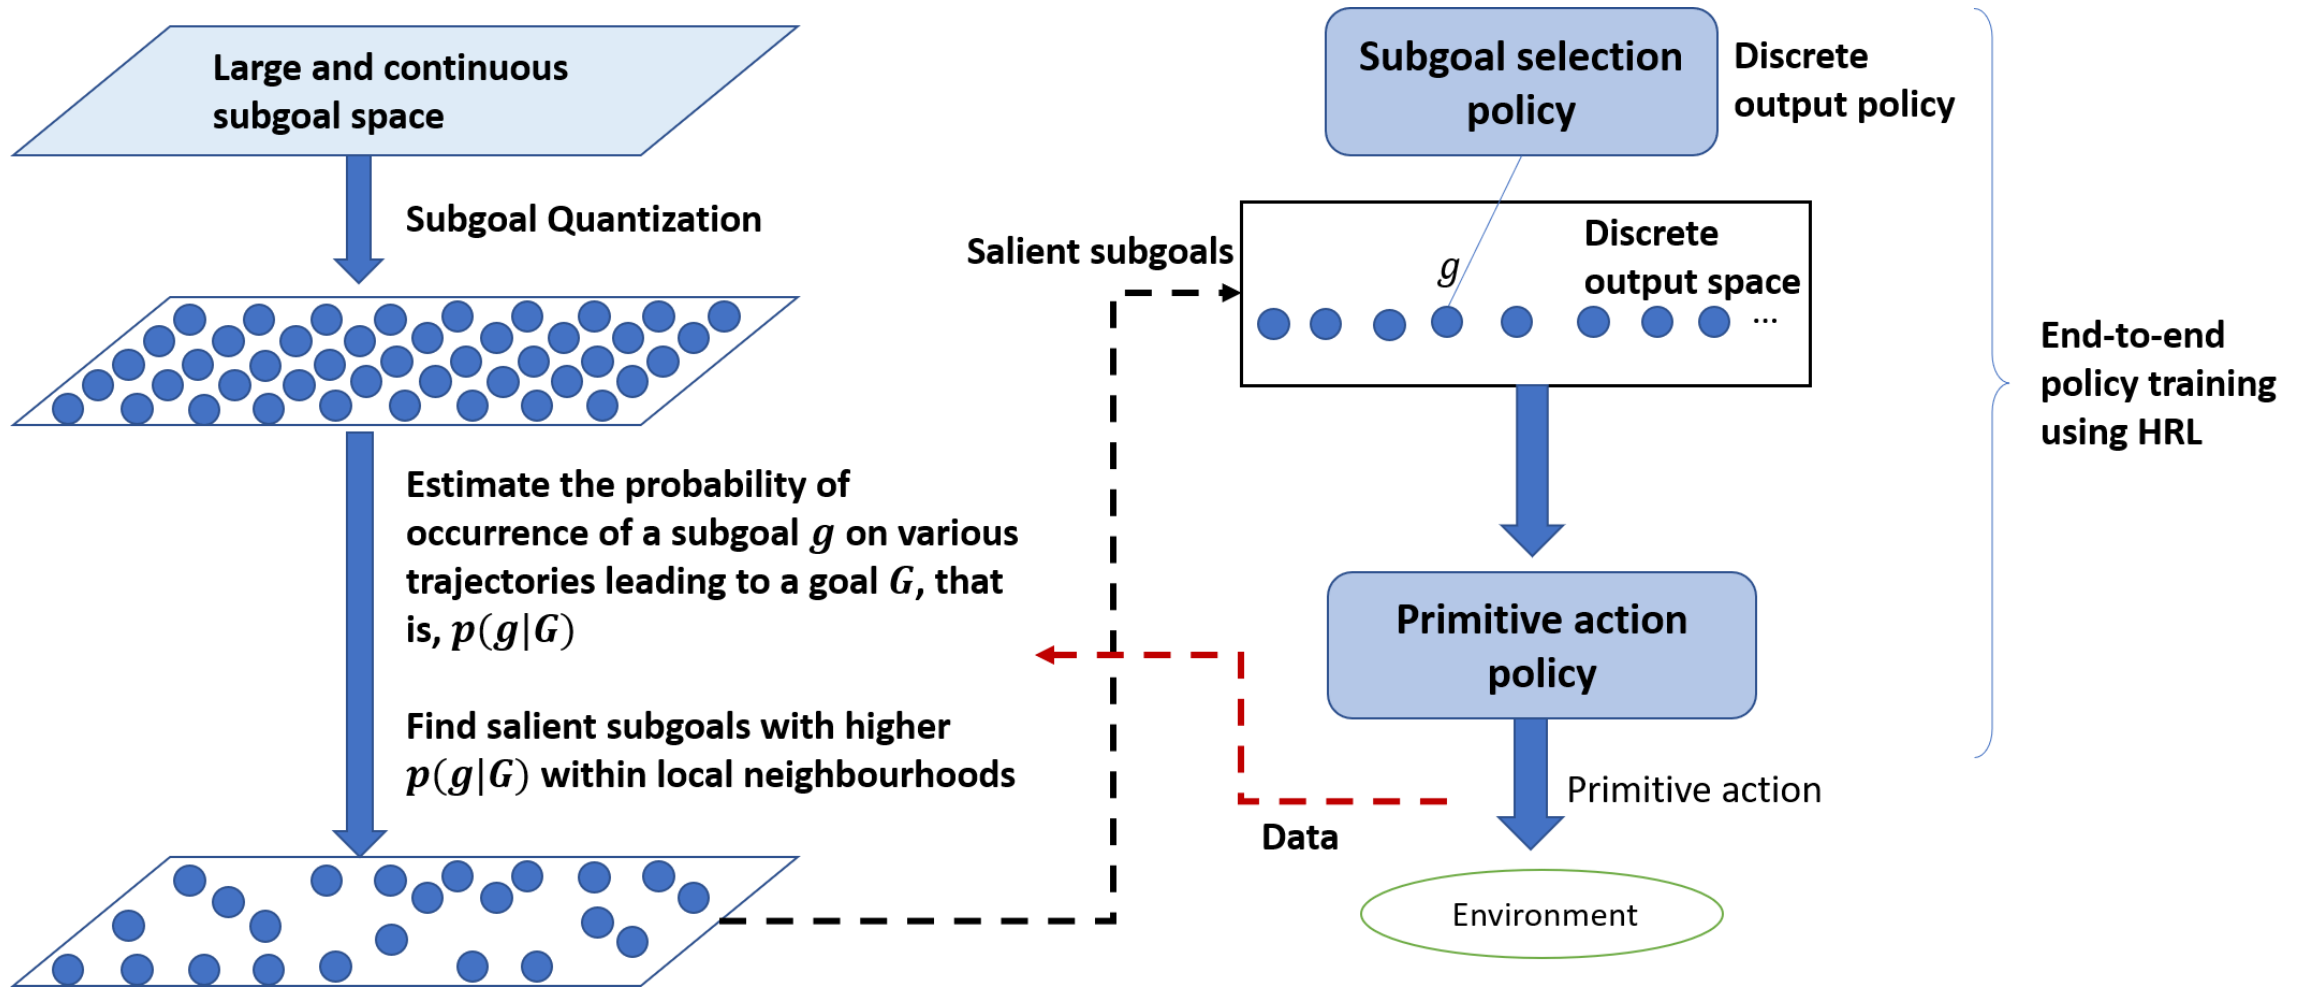 Large and continuous
subgoal space
Subgoal Quantization
Estimate the probability of
occurrence of a subgoal g on various
trajectories leading to a goal G, that
is, p(g|G)
Find salient subgoals with higher
p(g|G) within local neighbourhoods
Salient subgoals
Subgoal selection
policy
Discrete
output policy
Discrete
output space
g
...
Primitive action
policy
Primitive action
Data
Environment
End-to-end
policy training
using HRL